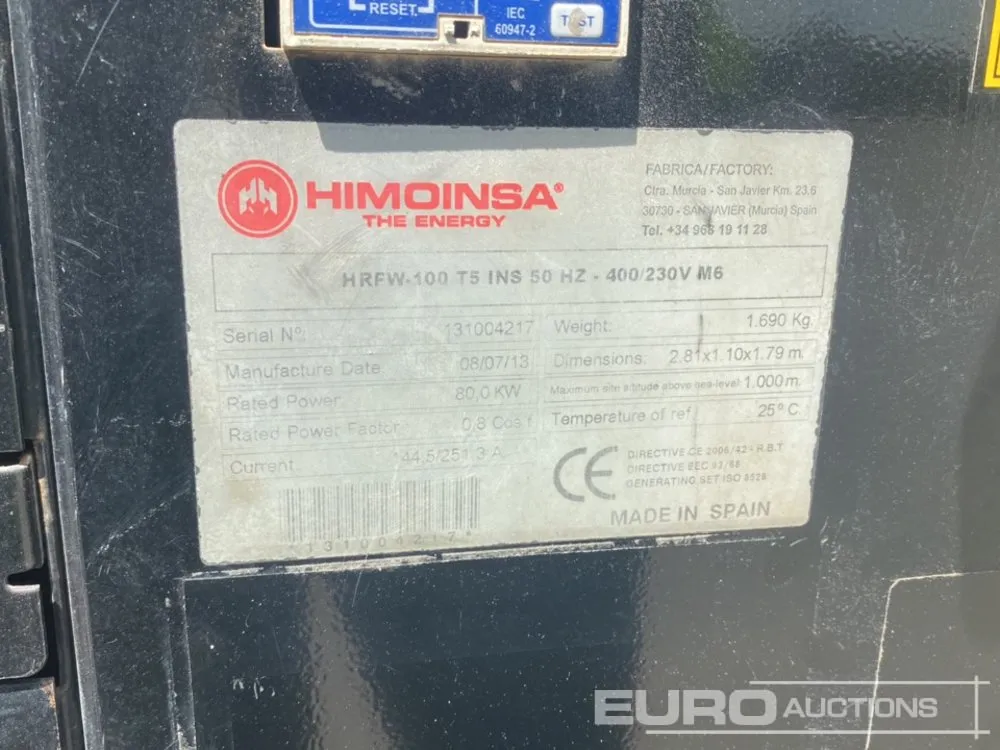 RESET
IEC
60947-2
TEST
HIMOINSA®
THE ENERGY
FABRICA/FACTORY:
Ctra. Murcia - San Javier Km. 23,6
30730 - SAN JAVIER (Murcia) Spain
Tel. +34 968 19 11 28
HRFW-100 T5 INS 50 HZ - 400/230V M6
Serial Nº: 131004217
Manufacture Date: 08/07/13
Rated Power: 80,0 KW
Rated Power Factor: 0,8 Cos f
Current: 144,5/251,3 A
Weight: 1.690 Kg.
Dimensions: 2.81x1.10x1.79 m.
Maximum site altitude above sea-level: 1.000 m.
Temperature of ref.: 25º C.
CE
DIRECTIVE CE 2006/42 - R.B.T
DIRECTIVE EEC 93/68
GENERATING SET ISO 8528
MADE IN SPAIN
*131004217*
EURO AUCTIONS